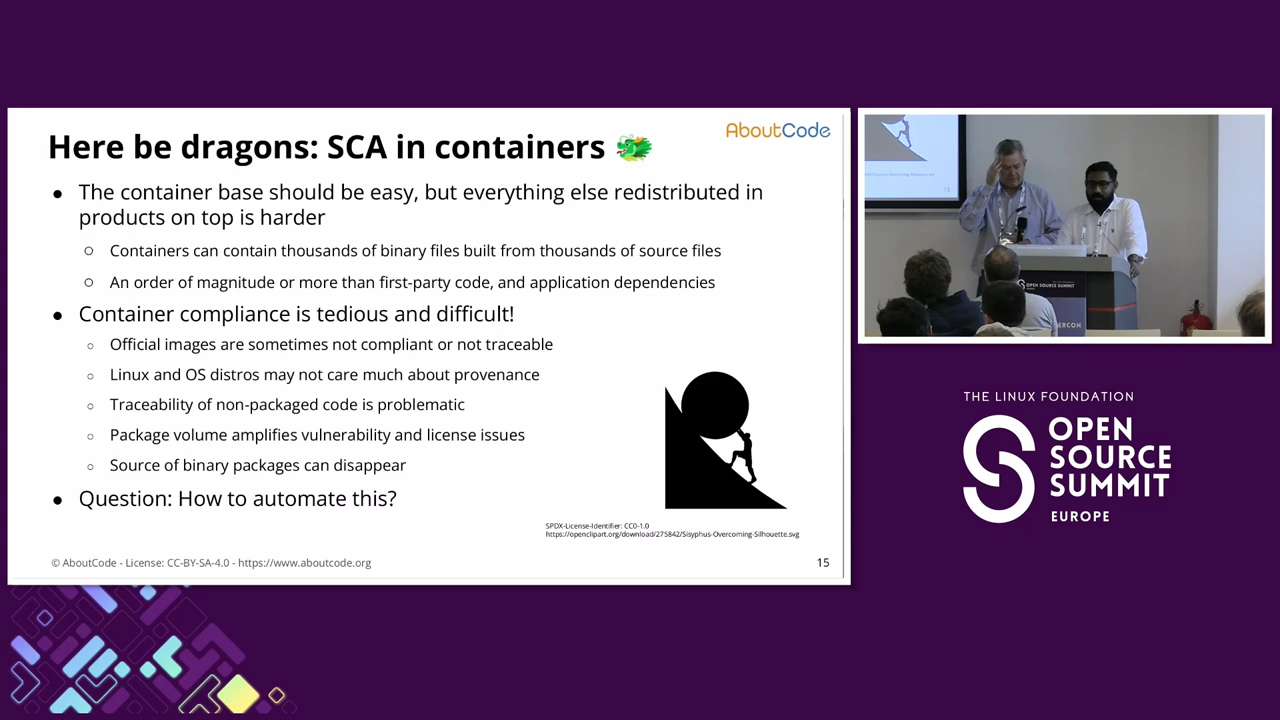 Here be dragons: SCA in containers
AboutCode
● The container base should be easy, but everything else redistributed in
products on top is harder
○ Containers can contain thousands of binary files built from thousands of source files
○ An order of magnitude or more than first-party code, and application dependencies
● Container compliance is tedious and difficult!
○ Official images are sometimes not compliant or not traceable
○ Linux and OS distros may not care much about provenance
○ Traceability of non-packaged code is problematic
○ Package volume amplifies vulnerability and license issues
○ Source of binary packages can disappear
● Question: How to automate this?
SPDX-License-Identifier: CC0-1.0
https://openclipart.org/download/275842/Sisyphus-Overcoming-Silhouette.svg
© AboutCode - License: CC-BY-SA-4.0 - https://www.aboutcode.org
15
15
OPEN SOURCE SUMMIT
THE LINUX FOUNDATION
OPEN
SOURCE
SUMMIT
EUROPE